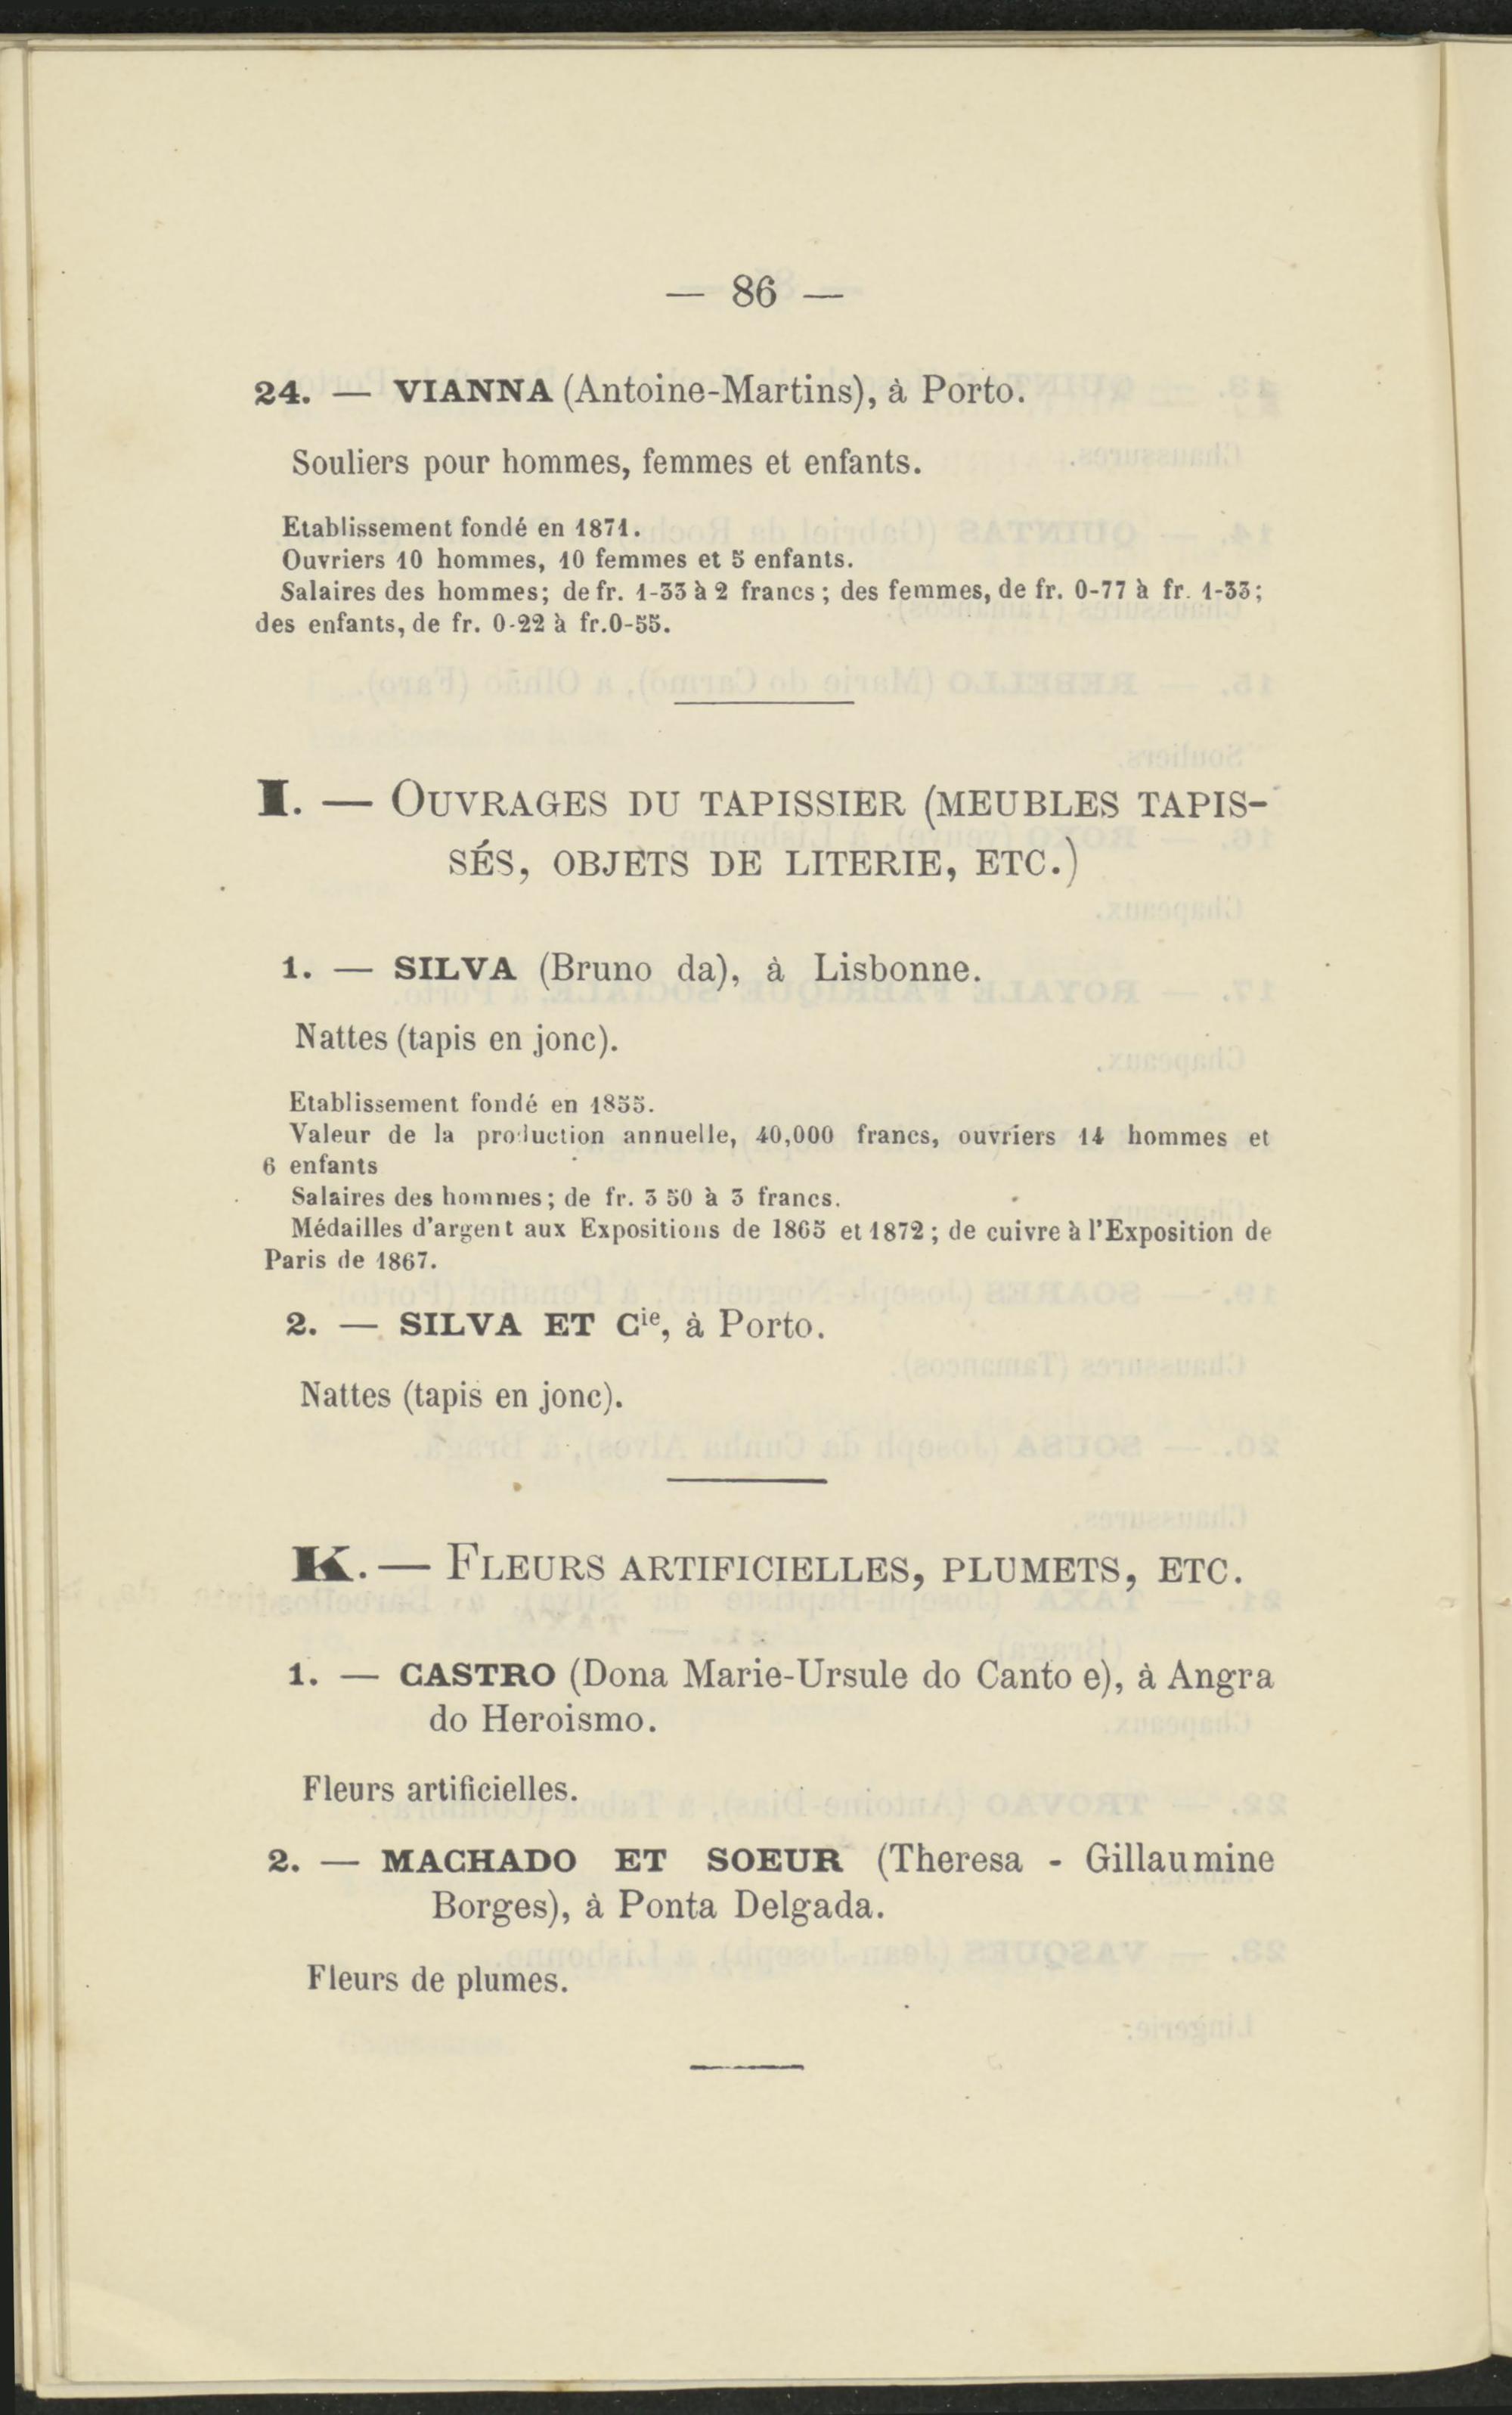 — 86 —
24. — VIANNA (Antoine-Martins), à Porto.
Souliers pour hommes, femmes et enfants.
Etablissement fondé en 1871.
Ouvriers 10 hommes, 10 femmes et 5 enfants.
Salaires des hommes; de fr. 1-33 à 2 francs; des femmes, de fr. 0-77 à fr. 1-33;
des enfants, de fr. 0-22 à fr.0-55.
I. — OUVRAGES DU TAPISSIER (MEUBLES TAPIS-
SÉS, OBJETS DE LITERIE, ETC.)
1. — SILVA (Bruno da), à Lisbonne.
Nattes (tapis en jonc).
Etablissement fondé en 1855.
Valeur de la production annuelle, 40,000 francs, ouvriers 14 hommes et
6 enfants
Salaires des hommes; de fr. 3 50 à 3 francs.
Médailles d'argent aux Expositions de 1865 et 1872; de cuivre à l'Exposition de
Paris de 1867.
2. — SILVA ET Cie, à Porto.
Nattes (tapis en jonc).
K. — FLEURS ARTIFICIELLES, PLUMETS, ETC.
1. — CASTRO (Dona Marie-Ursule do Canto e), à Angra
do Heroismo.
Fleurs artificielles.
2. — MACHADO ET SOEUR (Theresa - Gillaumine
Borges), à Ponta Delgada.
Fleurs de plumes.